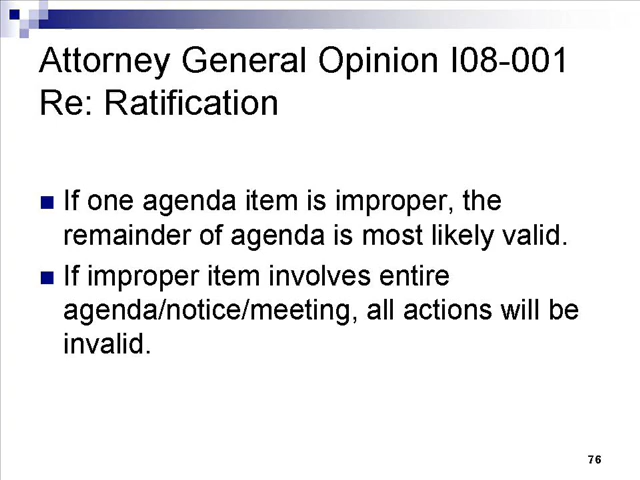 Attorney General Opinion I08-001
Re: Ratification
If one agenda item is improper, the
remainder of agenda is most likely valid.
If improper item involves entire
agenda/notice/meeting, all actions will be
invalid.
76